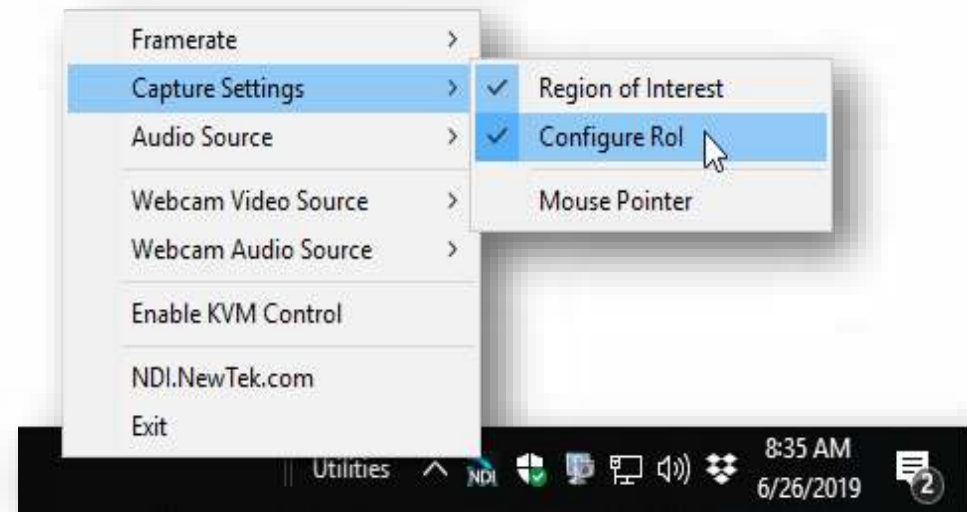 Framerate
Capture Settings
Audio Source
Webcam Video Source
Webcam Audio Source
Enable KVM Control
NDI.NewTek.com
Exit
Region of Interest
Configure RoI
Mouse Pointer
Utilities
NDI
8:35 AM
6/26/2019
2